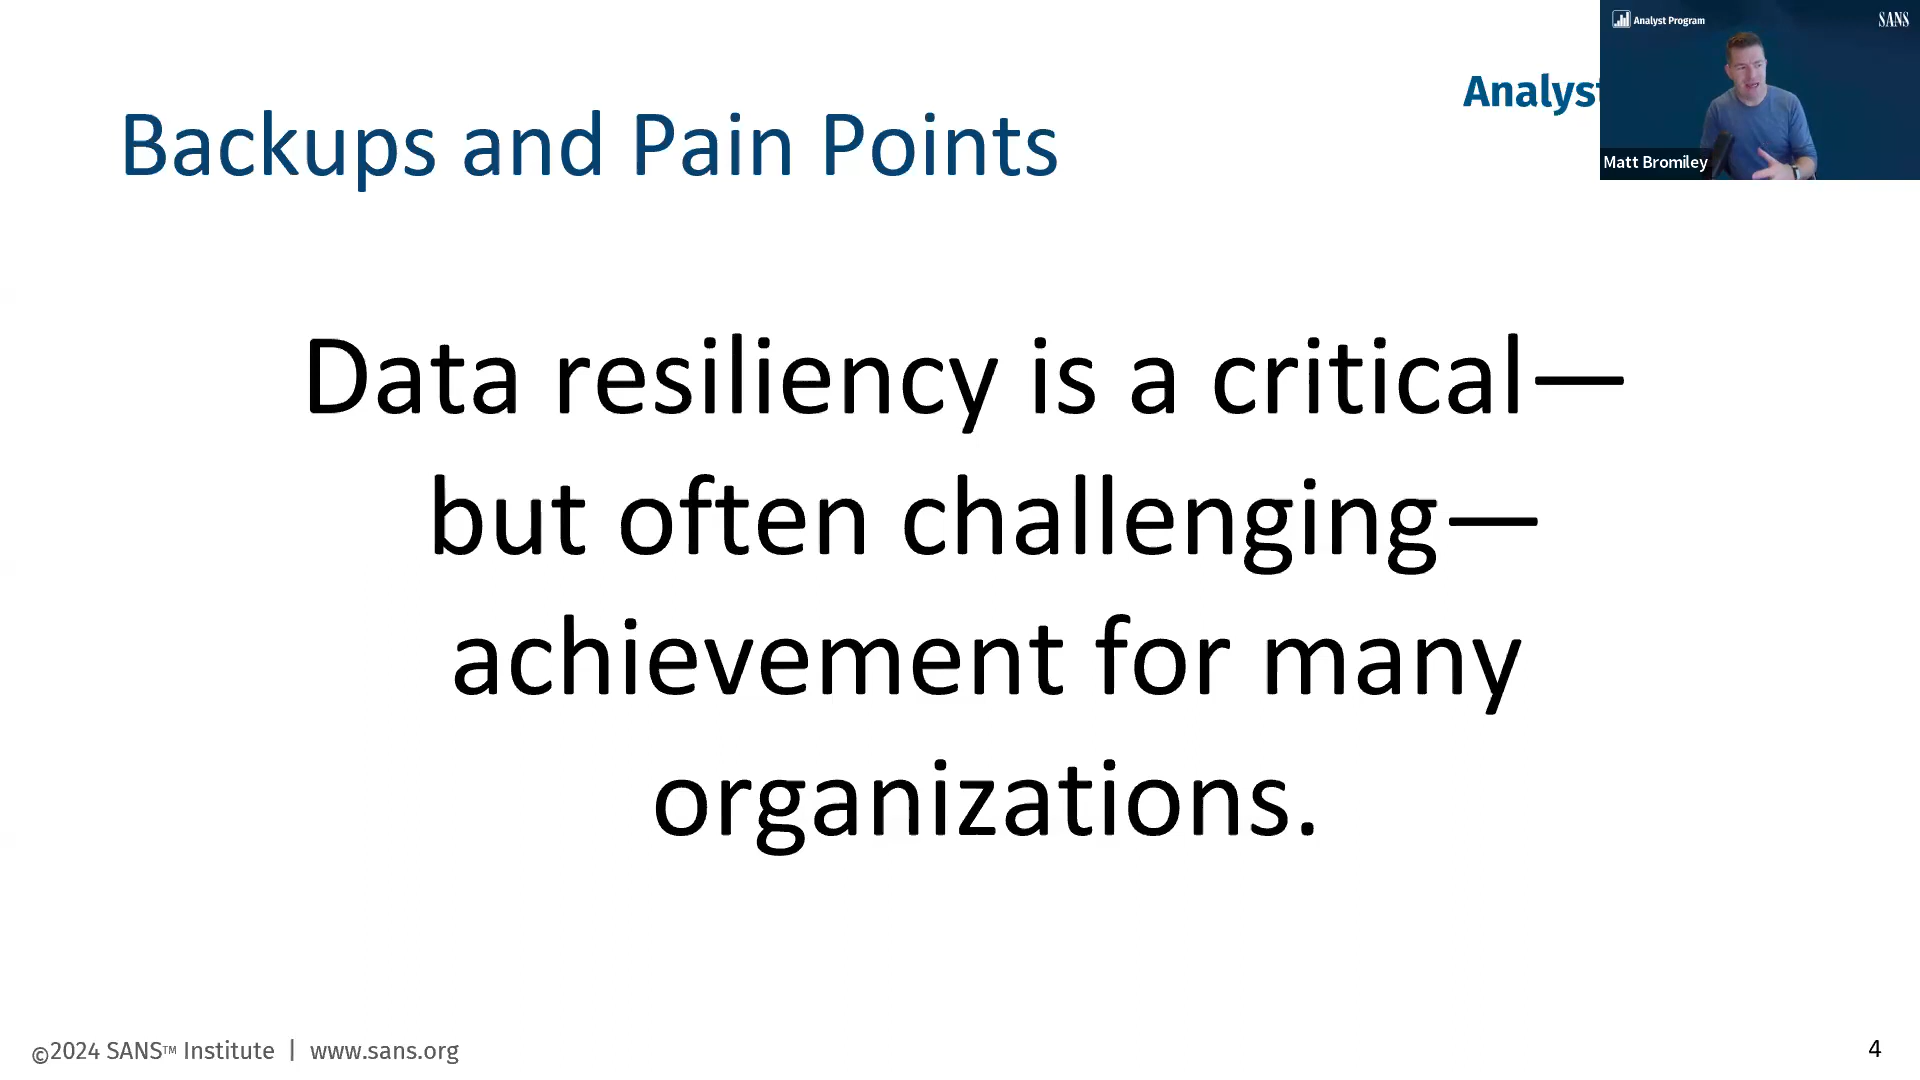 Analyst Program
SANS
Analyst
Backups and Pain Points
Matt Bromiley
Data resiliency is a critical—
but often challenging—
achievement for many
organizations.
©2024 SANS™ Institute | www.sans.org
4